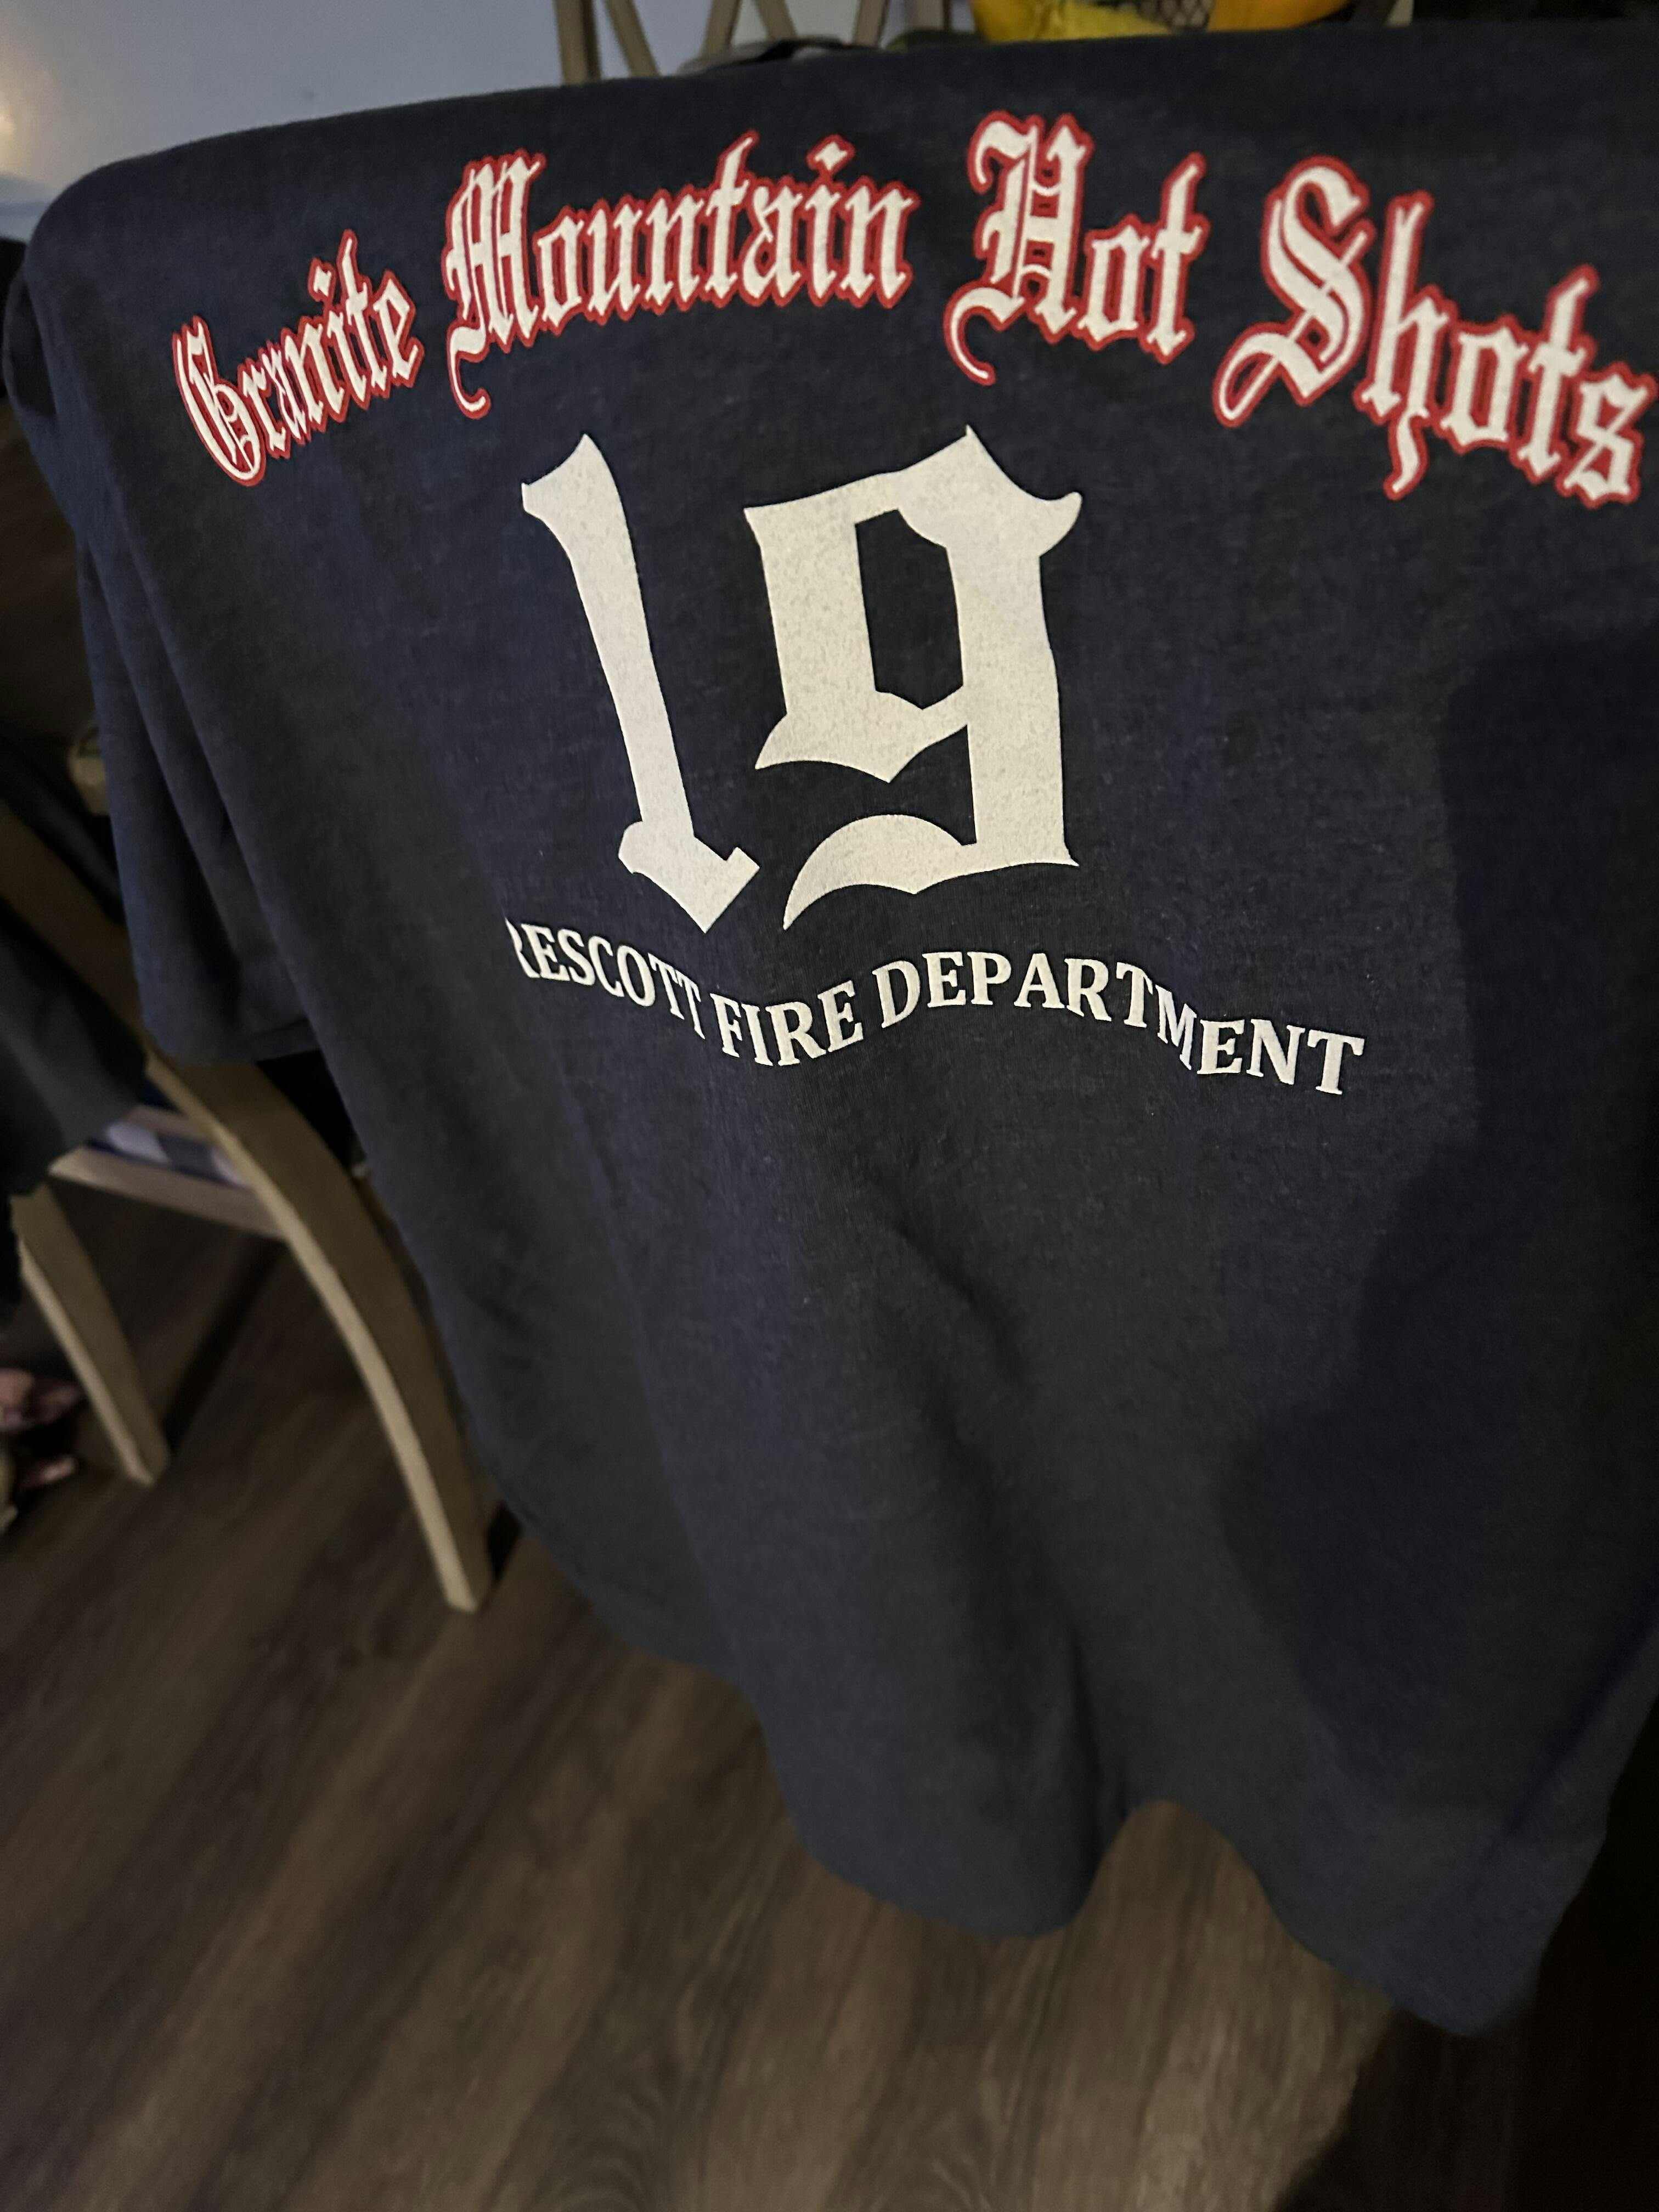 Granite Mountain Hot Shots
19
RESCOTT FIRE DEPARTMENT